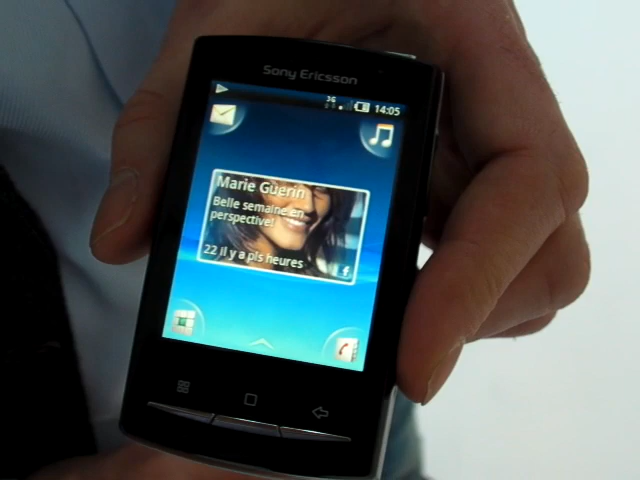 Sony Ericsson
3G 14:05
Marie Guerin
Belle semaine en
perspective!
22 il y a pls heures
f